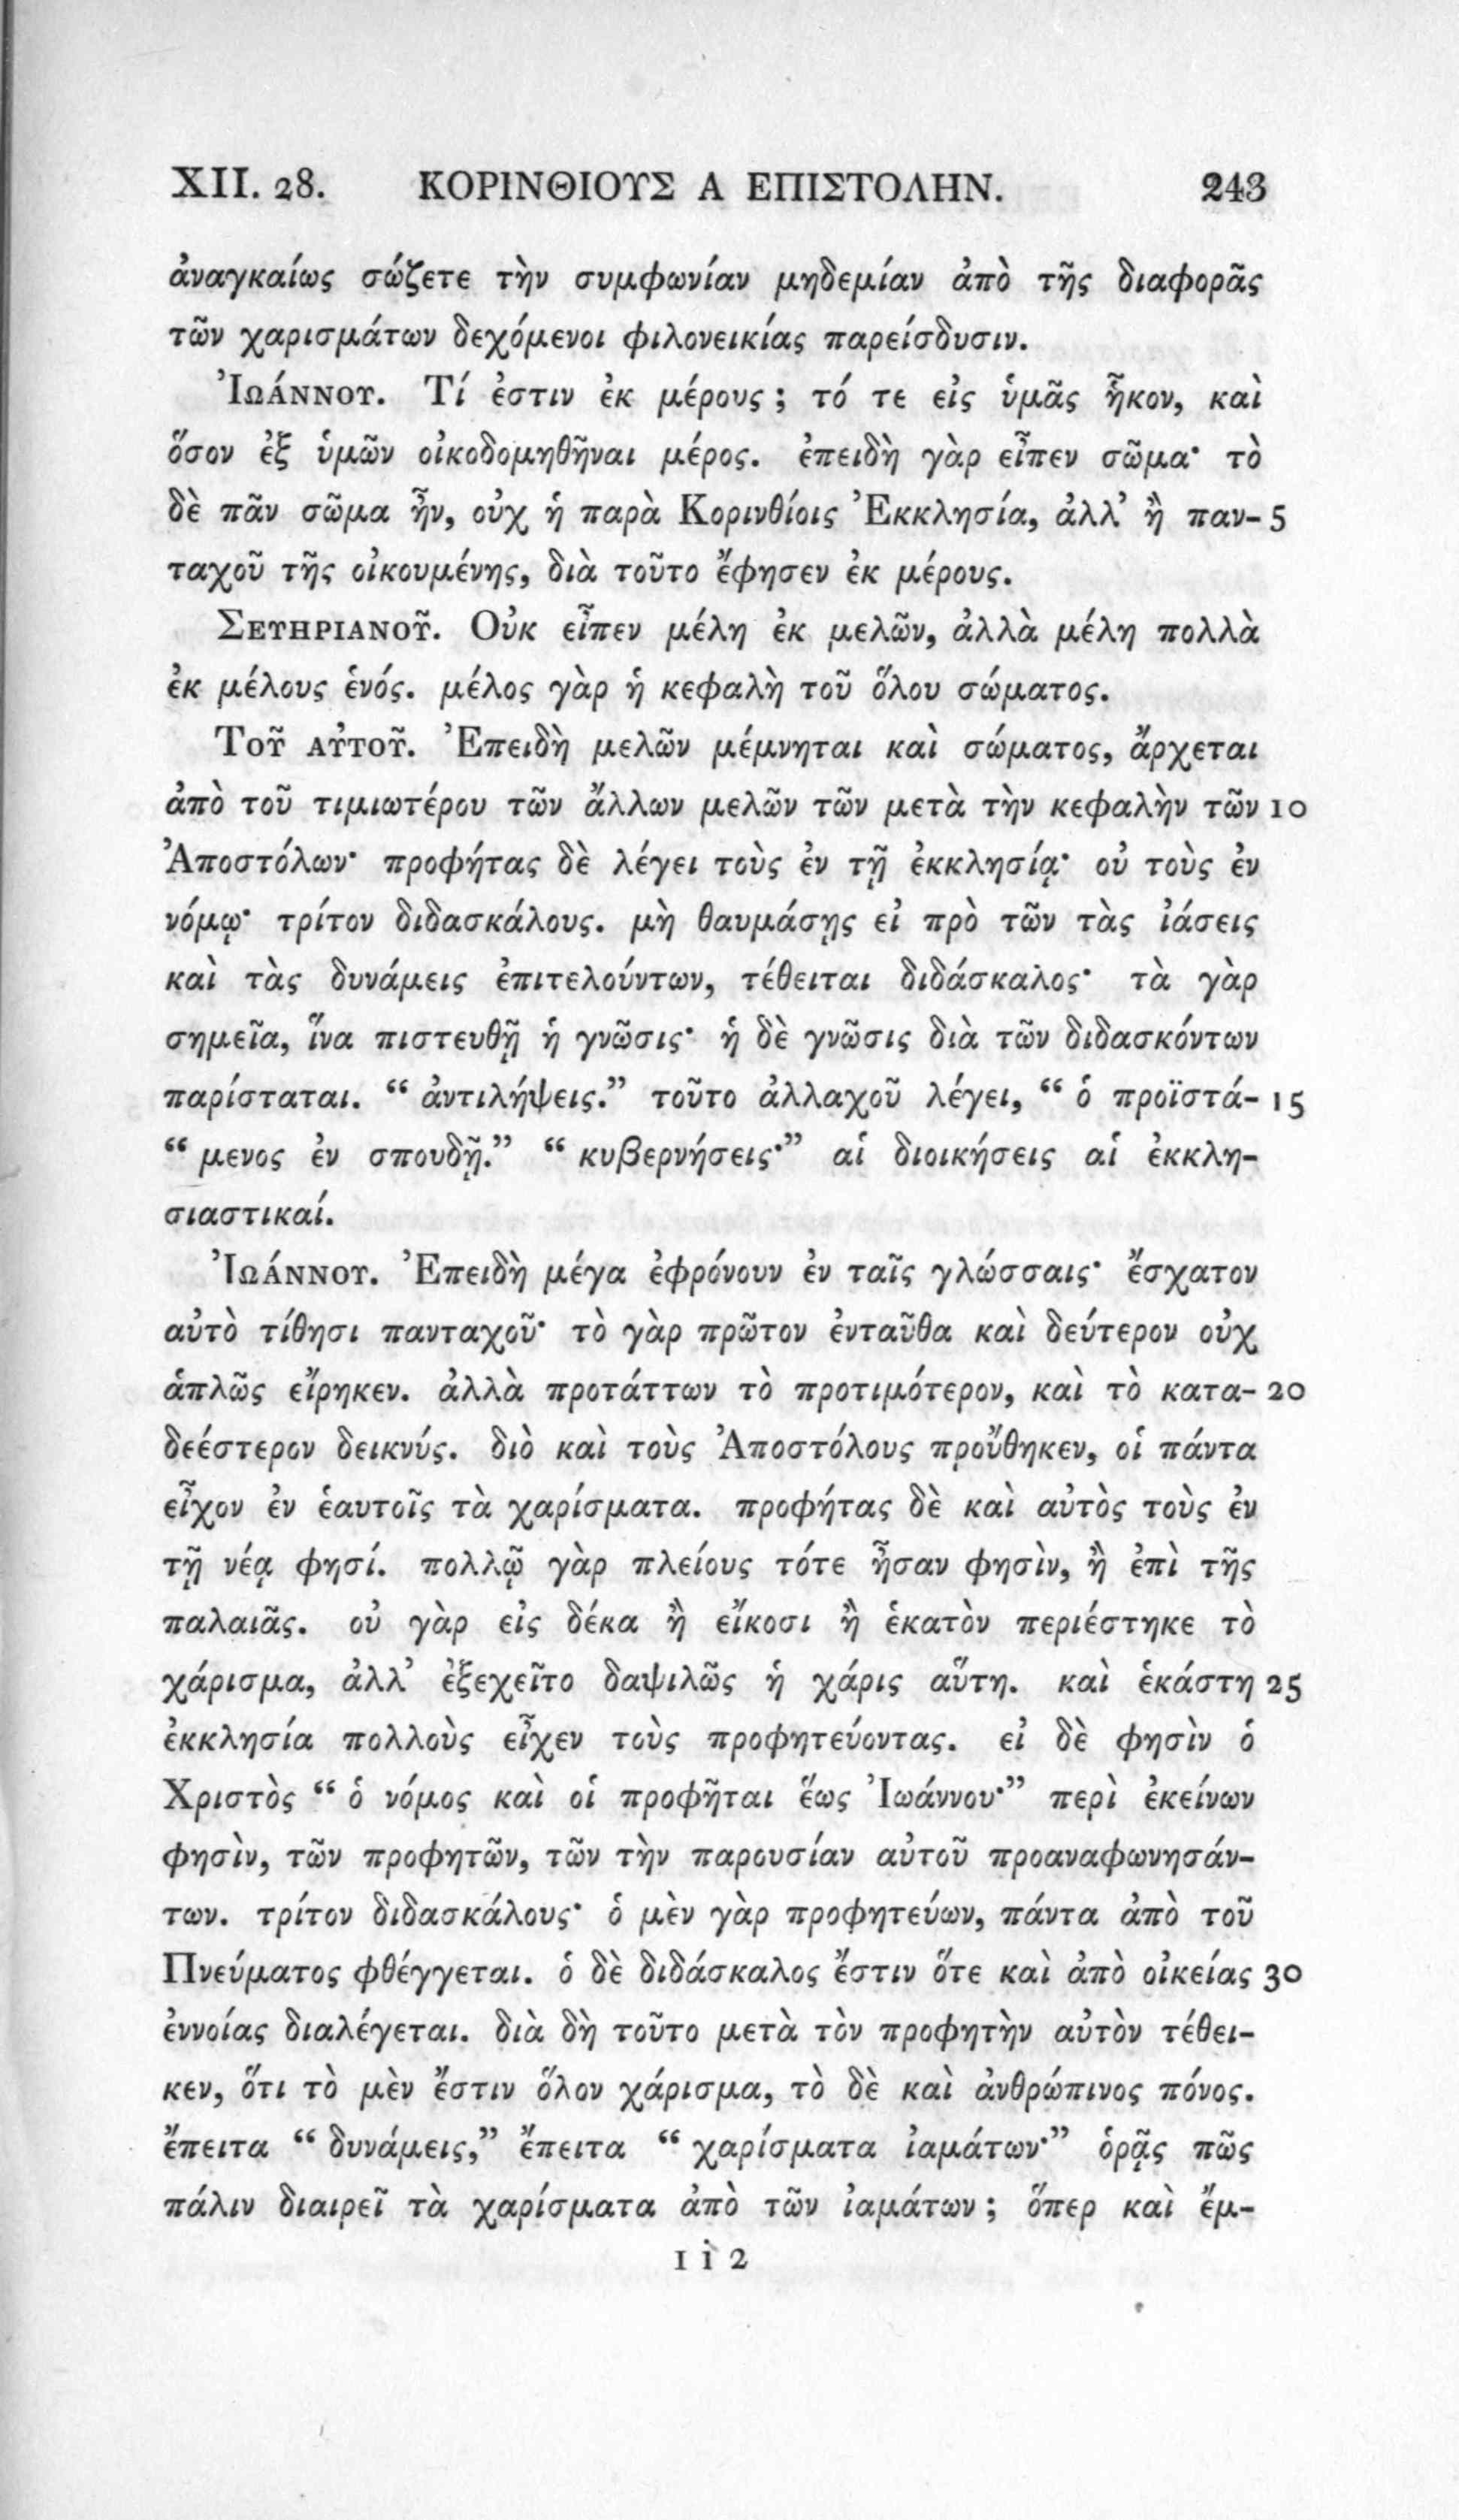 XII. 28. ΚΟΡΙΝΘΙΟΥΣ Α ΕΠΙΣΤΟΛΗΝ. 243
ἀναγκαίως σώζετε τὴν συμφωνίαν μηδεμίαν ἀπὸ τῆς διαφορᾶς
τῶν χαρισμάτων δεχόμενοι φιλονεικίας παρείσδυσιν.
Ἰωάννου. Τί ἐστιν ἐκ μέρους ; τό τε εἰς ὑμᾶς ἧκον, καὶ
ὅσον ἐξ ὑμῶν οἰκοδομηθῆναι μέρος. ἐπειδὴ γὰρ εἶπεν σῶμα· τὸ
δὲ πᾶν σῶμα ἦν, οὐχ ἡ παρὰ Κορινθίοις Ἐκκλησία, ἀλλ’ ἢ παν- 5
ταχοῦ τῆς οἰκουμένης, διὰ τοῦτο ἔφησεν ἐκ μέρους.
Σευηριανοῦ. Οὐκ εἶπεν μέλη ἐκ μελῶν, ἀλλὰ μέλη πολλὰ
ἐκ μέλους ἑνός. μέλος γὰρ ἡ κεφαλὴ τοῦ ὅλου σώματος.
Τοῦ αὐτοῦ. Ἐπειδὴ μελῶν μέμνηται καὶ σώματος, ἄρχεται
ἀπὸ τοῦ τιμιωτέρου τῶν ἄλλων μελῶν τῶν μετὰ τὴν κεφαλὴν τῶν 10
Ἀποστόλων· προφήτας δὲ λέγει τοὺς ἐν τῇ ἐκκλησίᾳ· οὐ τοὺς ἐν
νόμῳ· τρίτον διδασκάλους. μὴ θαυμάσῃς εἰ πρὸ τῶν τὰς ἰάσεις
καὶ τὰς δυνάμεις ἐπιτελούντων, τέθειται διδάσκαλος· τὰ γὰρ
σημεῖα, ἵνα πιστευθῇ ἡ γνῶσις· ἡ δὲ γνῶσις διὰ τῶν διδασκόντων
παρίσταται. “ ἀντιλήψεις.” τοῦτο ἀλλαχοῦ λέγει, “ ὁ προϊστά- 15
“ μενος ἐν σπουδῇ.” “ κυβερνήσεις·” αἱ διοικήσεις αἱ ἐκκλη-
σιαστικαί.
Ἰωάννου. Ἐπειδὴ μέγα ἐφρόνουν ἐν ταῖς γλώσσαις· ἔσχατον
αὐτὸ τίθησι πανταχοῦ· τὸ γὰρ πρῶτον ἐνταῦθα καὶ δεύτερον οὐχ
ἁπλῶς εἴρηκεν. ἀλλὰ προτάττων τὸ προτιμότερον, καὶ τὸ κατα- 20
δεέστερον δεικνύς. διὸ καὶ τοὺς Ἀποστόλους προὔθηκεν, οἱ πάντα
εἶχον ἐν ἑαυτοῖς τὰ χαρίσματα. προφήτας δὲ καὶ αὐτὸς τοὺς ἐν
τῇ νέᾳ φησί. πολλῷ γὰρ πλείους τότε ἦσαν φησὶν, ἢ ἐπὶ τῆς
παλαιᾶς. οὐ γὰρ εἰς δέκα ἢ εἴκοσι ἢ ἑκατὸν περιέστηκε τὸ
χάρισμα, ἀλλ’ ἐξεχεῖτο δαψιλῶς ἡ χάρις αὕτη. καὶ ἑκάστη 25
ἐκκλησία πολλοὺς εἶχεν τοὺς προφητεύοντας. εἰ δὲ φησὶν ὁ
Χριστὸς “ ὁ νόμος καὶ οἱ προφῆται ἕως Ἰωάννου·” περὶ ἐκείνων
φησὶν, τῶν προφητῶν, τῶν τὴν παρουσίαν αὐτοῦ προαναφωνησάν-
των. τρίτον διδασκάλους· ὁ μὲν γὰρ προφητεύων, πάντα ἀπὸ τοῦ
Πνεύματος φθέγγεται. ὁ δὲ διδάσκαλος ἔστιν ὅτε καὶ ἀπὸ οἰκείας 30
ἐννοίας διαλέγεται. διὰ δὴ τοῦτο μετὰ τὸν προφητὴν αὐτὸν τέθει-
κεν, ὅτι τὸ μὲν ἔστιν ὅλον χάρισμα, τὸ δὲ καὶ ἀνθρώπινος πόνος.
ἔπειτα “ δυνάμεις,” ἔπειτα “ χαρίσματα ἰαμάτων·” ὁρᾷς πῶς
πάλιν διαιρεῖ τὰ χαρίσματα ἀπὸ τῶν ἰαμάτων ; ὅπερ καὶ ἔμ-
I i 2